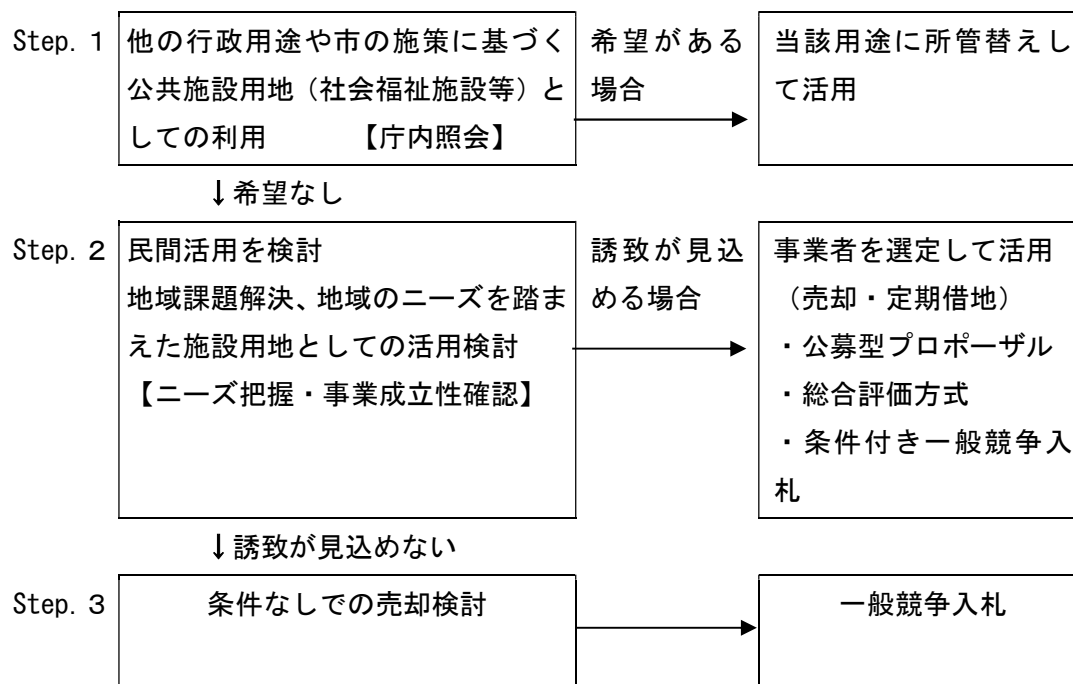 Step. 1
他の行政用途や市の施策に基づく
公共施設用地（社会福祉施設等）と
しての利用　　　【庁内照会】
希望がある
場合
当該用途に所管替えし
て活用
↓希望なし
Step. 2
民間活用を検討
地域課題解決、地域のニーズを踏ま
えた施設用地としての活用検討
【ニーズ把握・事業成立性確認】
誘致が見込
める場合
事業者を選定して活用
（売却・定期借地）
・公募型プロポーザル
・総合評価方式
・条件付き一般競争入
札
↓誘致が見込めない
Step. 3
条件なしでの売却検討
一般競争入札